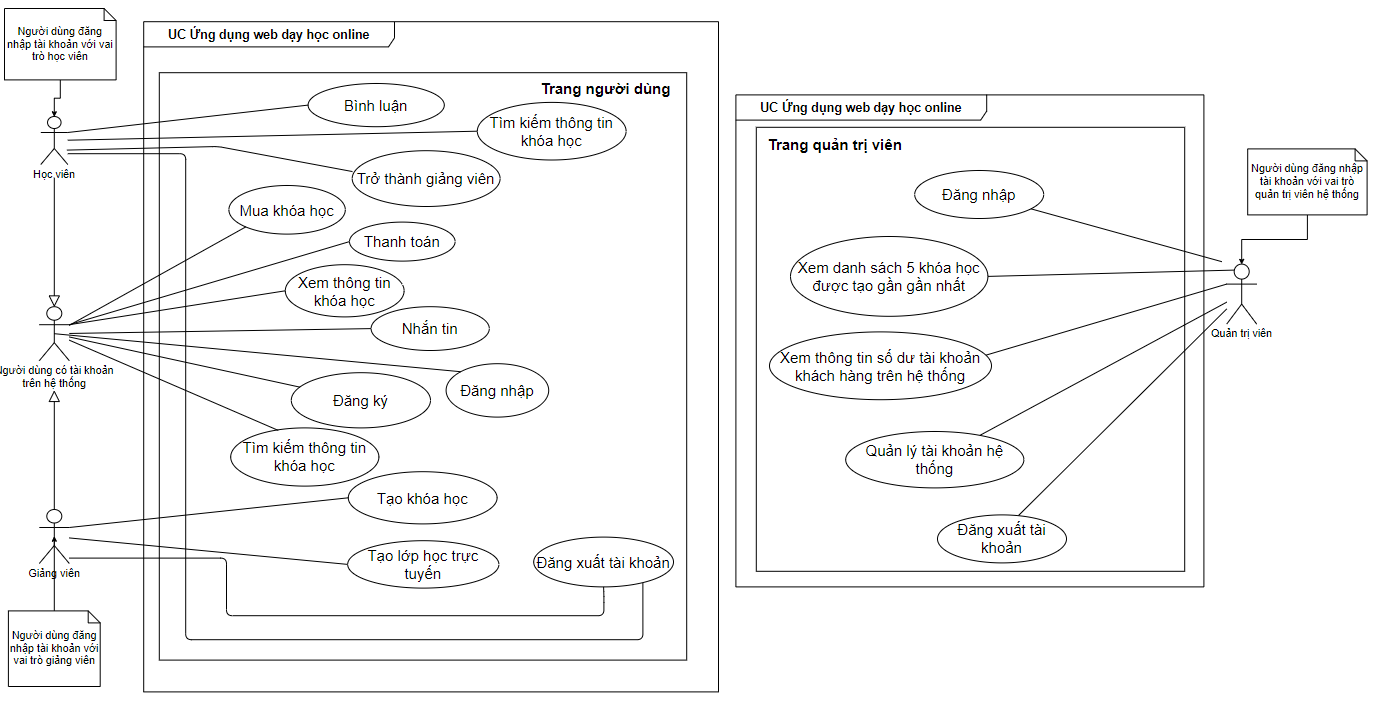 Người dùng đăng
nhập tài khoản với vai
trò học viên
UC Ứng dụng web dạy học online
Trang người dùng
Bình luận
Tìm kiếm thông tin
khóa học
Học viên
Trở thành giảng viên
Mua khóa học
Thanh toán
Xem thông tin
khóa học
Nhắn tin
Người dùng có tài khoản
trên hệ thống
Đăng nhập
Đăng ký
Tìm kiếm thông tin
khóa học
Tạo khóa học
Tạo lớp học trực
tuyến
Đăng xuất tài khoản
Giảng viên
Người dùng đăng
nhập tài khoản với
vai trò giảng viên
UC Ứng dụng web dạy học online
Trang quản trị viên
Đăng nhập
Xem danh sách 5 khóa học
được tạo gần gần nhất
Xem thông tin số dư tài khoản
khách hàng trên hệ thống
Quản lý tài khoản hệ
thống
Đăng xuất tài
khoản
Người dùng đăng nhập
tài khoản với vai trò
quản trị viên hệ thống
Quản trị viên